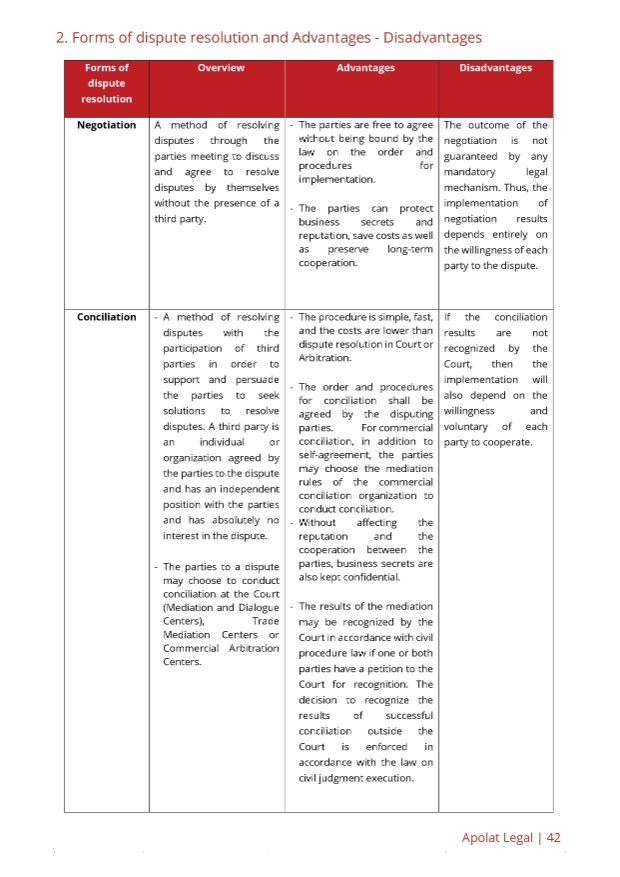 2. Forms of dispute resolution and Advantages - Disadvantages
Forms of
dispute
resolution
Overview
Advantages
Disadvantages
Negotiation
A method of resolving
disputes through the
parties meeting to discuss
and agree to resolve
disputes by themselves
without the presence of a
third party.
- The parties are free to agree
without being bound by the
law on the order and
procedures for
implementation.
- The parties can protect
business secrets and
reputation, save costs as well
as preserve long-term
cooperation.
The outcome of the
negotiation is not
guaranteed by any
mandatory legal
mechanism. Thus, the
implementation of
negotiation results
depends entirely on
the willingness of each
party to the dispute.
Conciliation
- A method of resolving
disputes with the
participation of third
parties in order to
support and persuade
the parties to seek
solutions to resolve
disputes. A third party is
an individual or
organization agreed by
the parties to the dispute
and has an independent
position with the parties
and has absolutely no
interest in the dispute.
- The parties to a dispute
may choose to conduct
conciliation at the Court
(Mediation and Dialogue
Centers), Trade
Mediation Centers or
Commercial Arbitration
Centers.
- The procedure is simple, fast,
and the costs are lower than
dispute resolution in Court or
Arbitration.
- The order and procedures
for conciliation shall be
agreed by the disputing
parties. For commercial
conciliation, in addition to
self-agreement, the parties
may choose the mediation
rules of the commercial
conciliation organization to
conduct conciliation.
- Without affecting the
reputation and the
cooperation between the
parties, business secrets are
also kept confidential.
- The results of the mediation
may be recognized by the
Court in accordance with civil
procedure law if one or both
parties have a petition to the
Court for recognition. The
decision to recognize the
results of successful
conciliation outside the
Court is enforced in
accordance with the law on
civil judgment execution.
If the conciliation
results are not
recognized by the
Court, then the
implementation will
also depend on the
willingness and
voluntary of each
party to cooperate.
Apolat Legal | 42